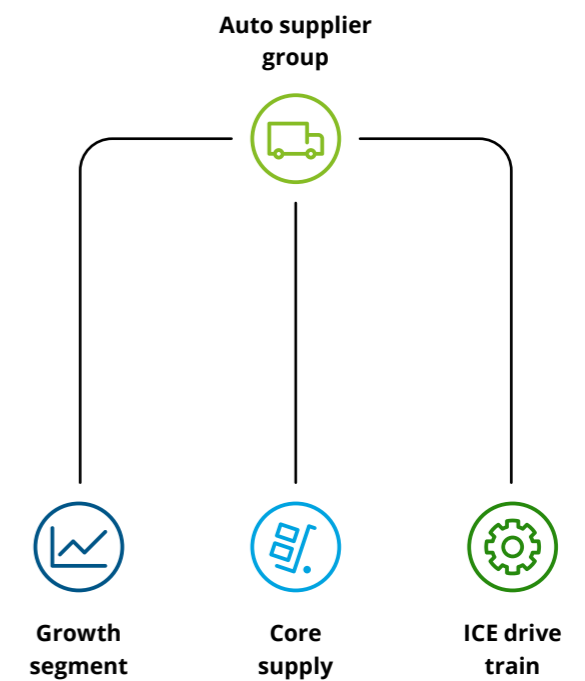 Auto supplier
group
Growth
segment
Core
supply
ICE drive
train